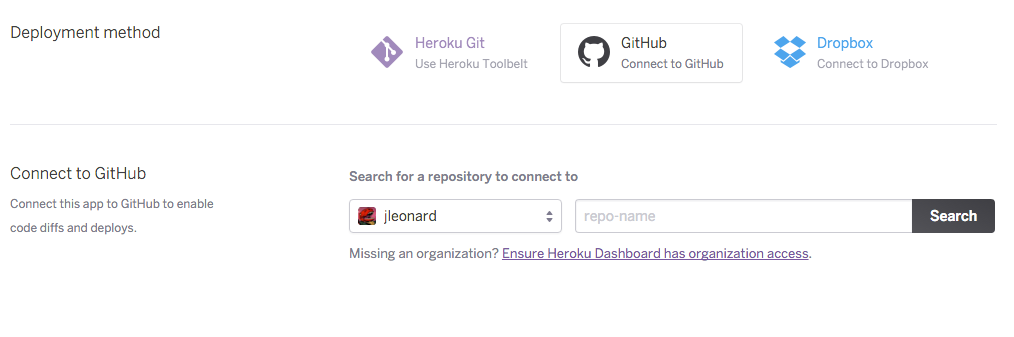 Deployment method
Heroku Git
Use Heroku Toolbelt
GitHub
Connect to GitHub
Dropbox
Connect to Dropbox
Connect to GitHub
Connect this app to GitHub to enable
code diffs and deploys.
Search for a repository to connect to
jleonard
repo-name
Search
Missing an organization? Ensure Heroku Dashboard has organization access.